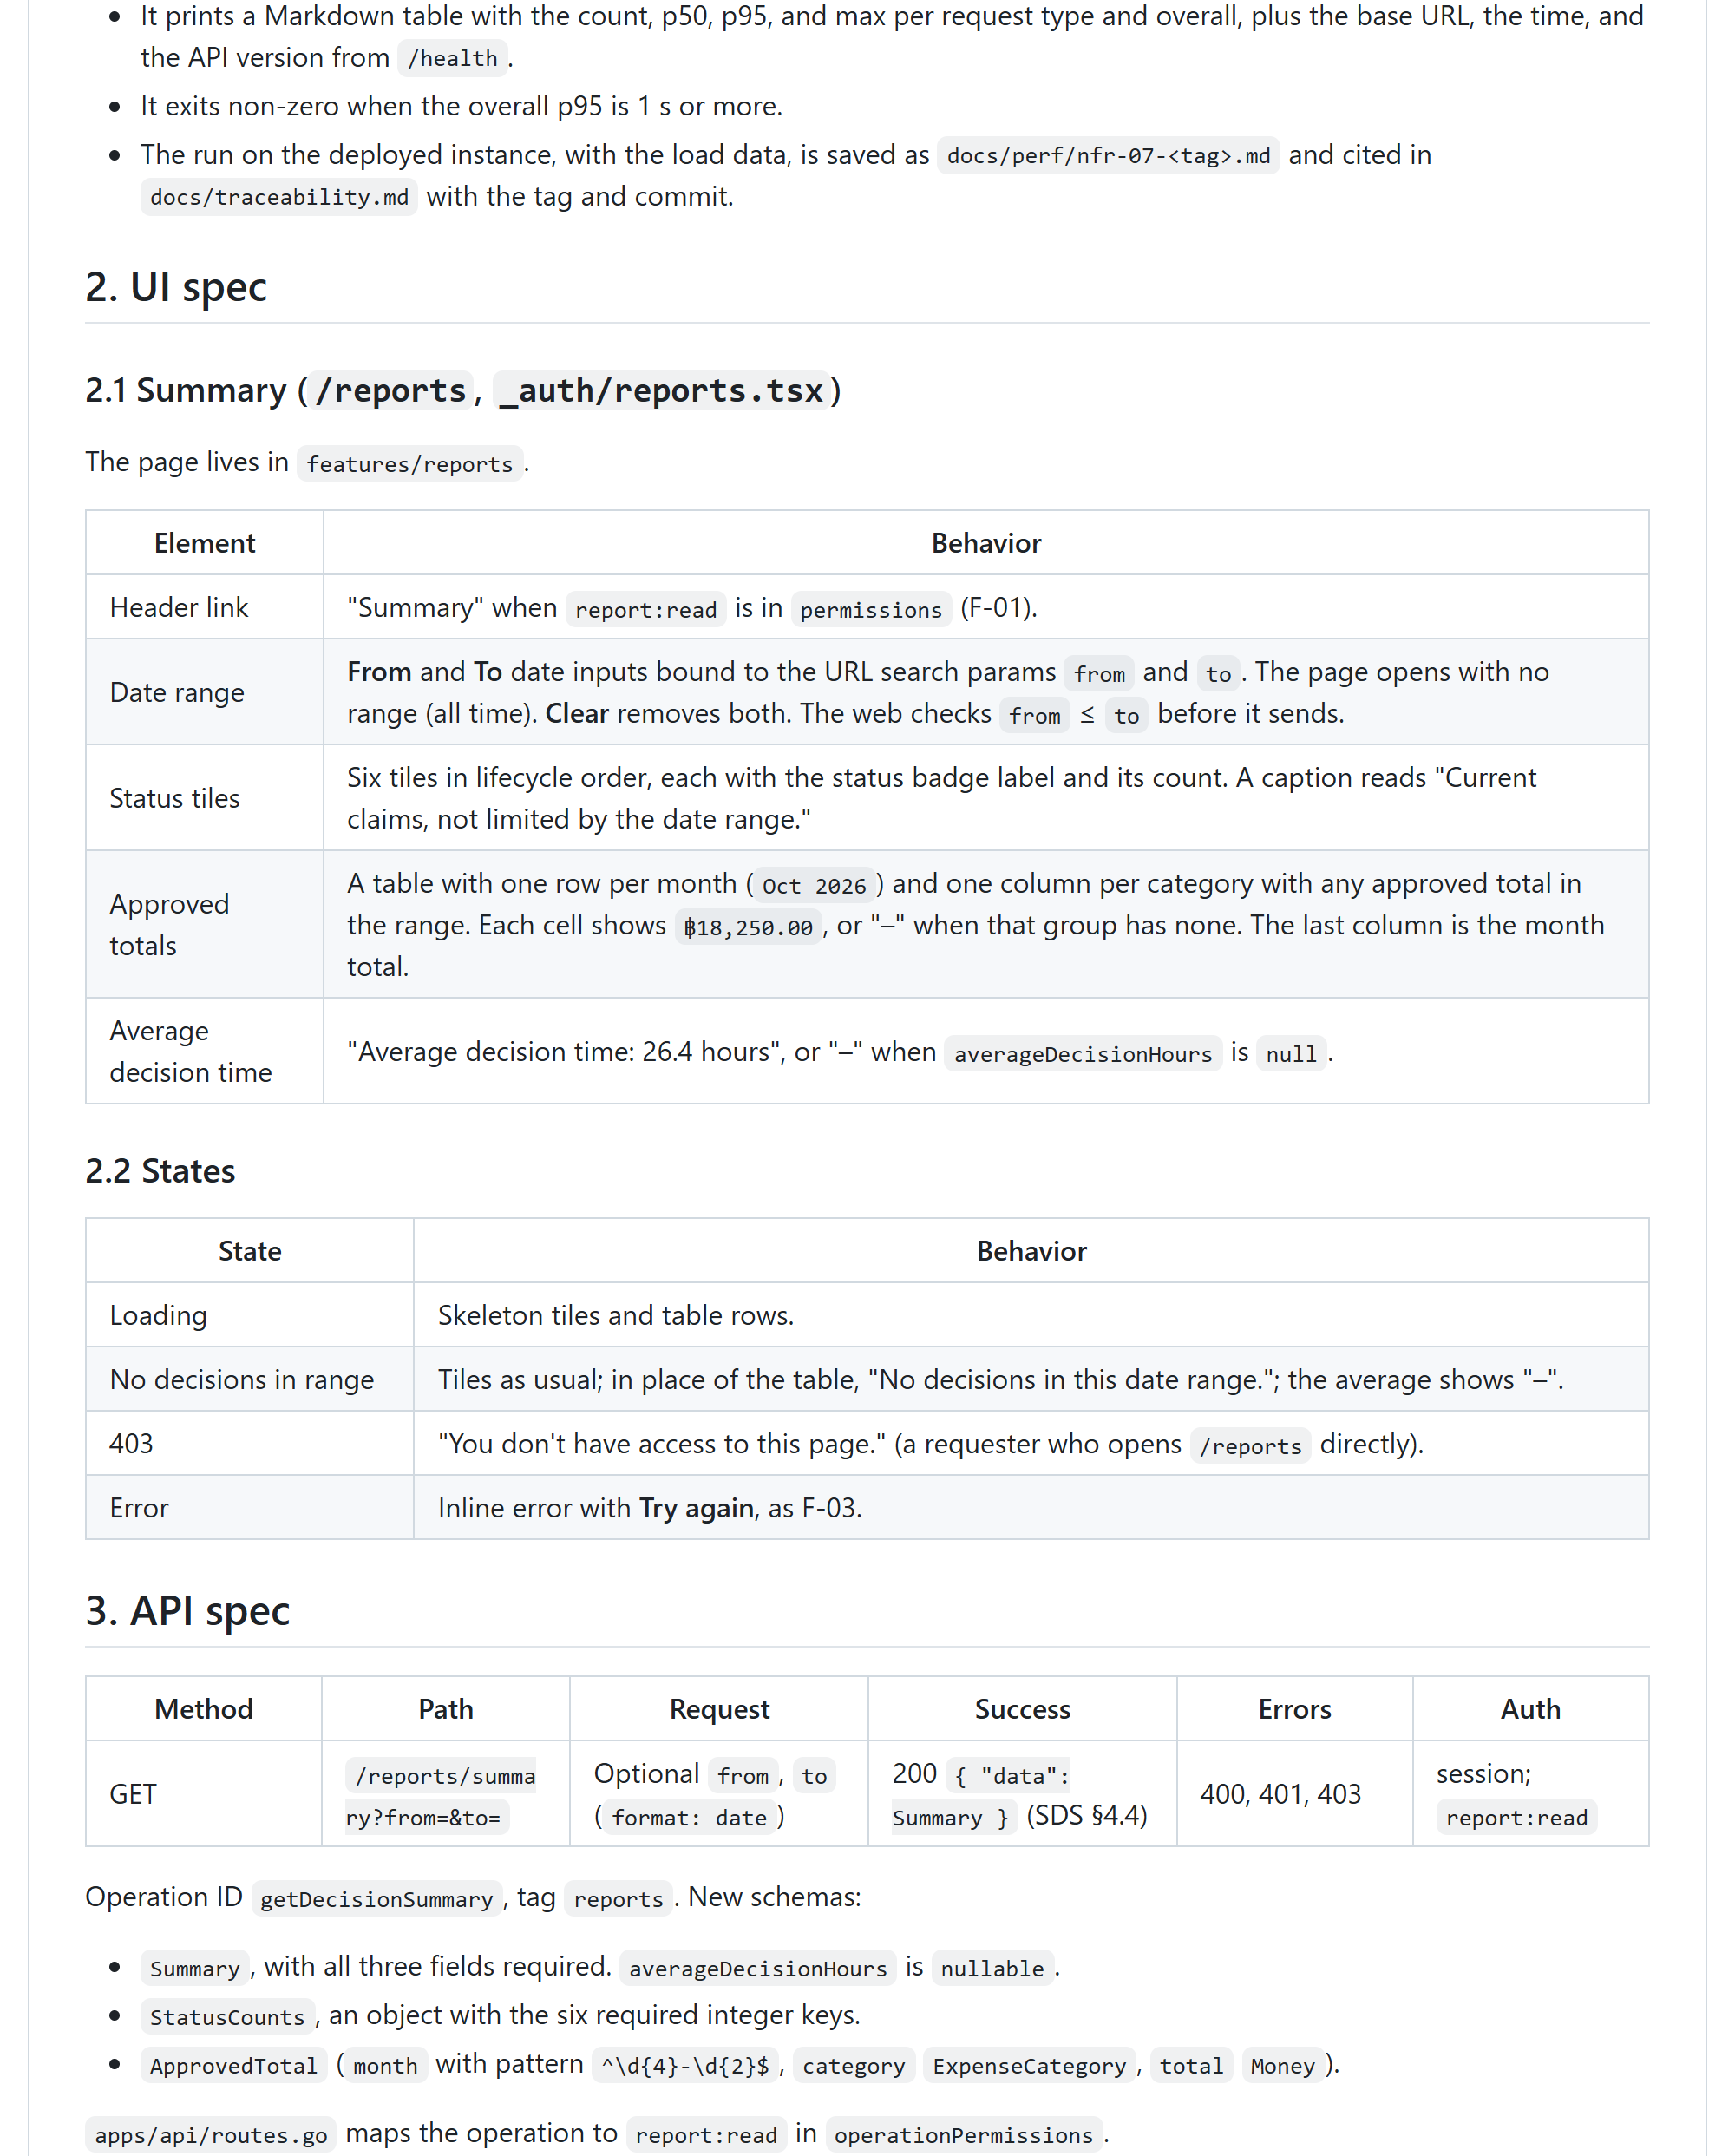 It prints a Markdown table with the count, p50, p95, and max per request type and overall, plus the base URL, the time, and
the API version from /health.
It exits non-zero when the overall p95 is 1 s or more.
The run on the deployed instance, with the load data, is saved as docs/perf/nfr-07-<tag>.md and cited in
docs/traceability.md with the tag and commit.
2. UI spec
2.1 Summary (/reports, _auth/reports.tsx)
The page lives in features/reports.
Element Behavior
Header link "Summary" when report:read is in permissions (F-01).
Date range From and To date inputs bound to the URL search params from and to. The page opens with no
range (all time). Clear removes both. The web checks from ≤ to before it sends.
Status tiles Six tiles in lifecycle order, each with the status badge label and its count. A caption reads "Current
claims, not limited by the date range."
Approved
totals
A table with one row per month (Oct 2026) and one column per category with any approved total in
the range. Each cell shows ฿18,250.00, or "–" when that group has none. The last column is the month
total.
Average
decision time
"Average decision time: 26.4 hours", or "–" when averageDecisionHours is null.
2.2 States
State Behavior
Loading Skeleton tiles and table rows.
No decisions in range Tiles as usual; in place of the table, "No decisions in this date range."; the average shows "–".
403 "You don't have access to this page." (a requester who opens /reports directly).
Error Inline error with Try again, as F-03.
3. API spec
Method Path Request Success Errors Auth
GET
/reports/summa
ry?from=&to=
Optional from, to
(format: date)
200 { "data":
Summary } (SDS §4.4)
400, 401, 403
session;
report:read
Operation ID getDecisionSummary, tag reports. New schemas:
Summary, with all three fields required. averageDecisionHours is nullable.
StatusCounts, an object with the six required integer keys.
ApprovedTotal (month with pattern ^\d{4}-\d{2}$, category ExpenseCategory, total Money).
apps/api/routes.go maps the operation to report:read in operationPermissions.